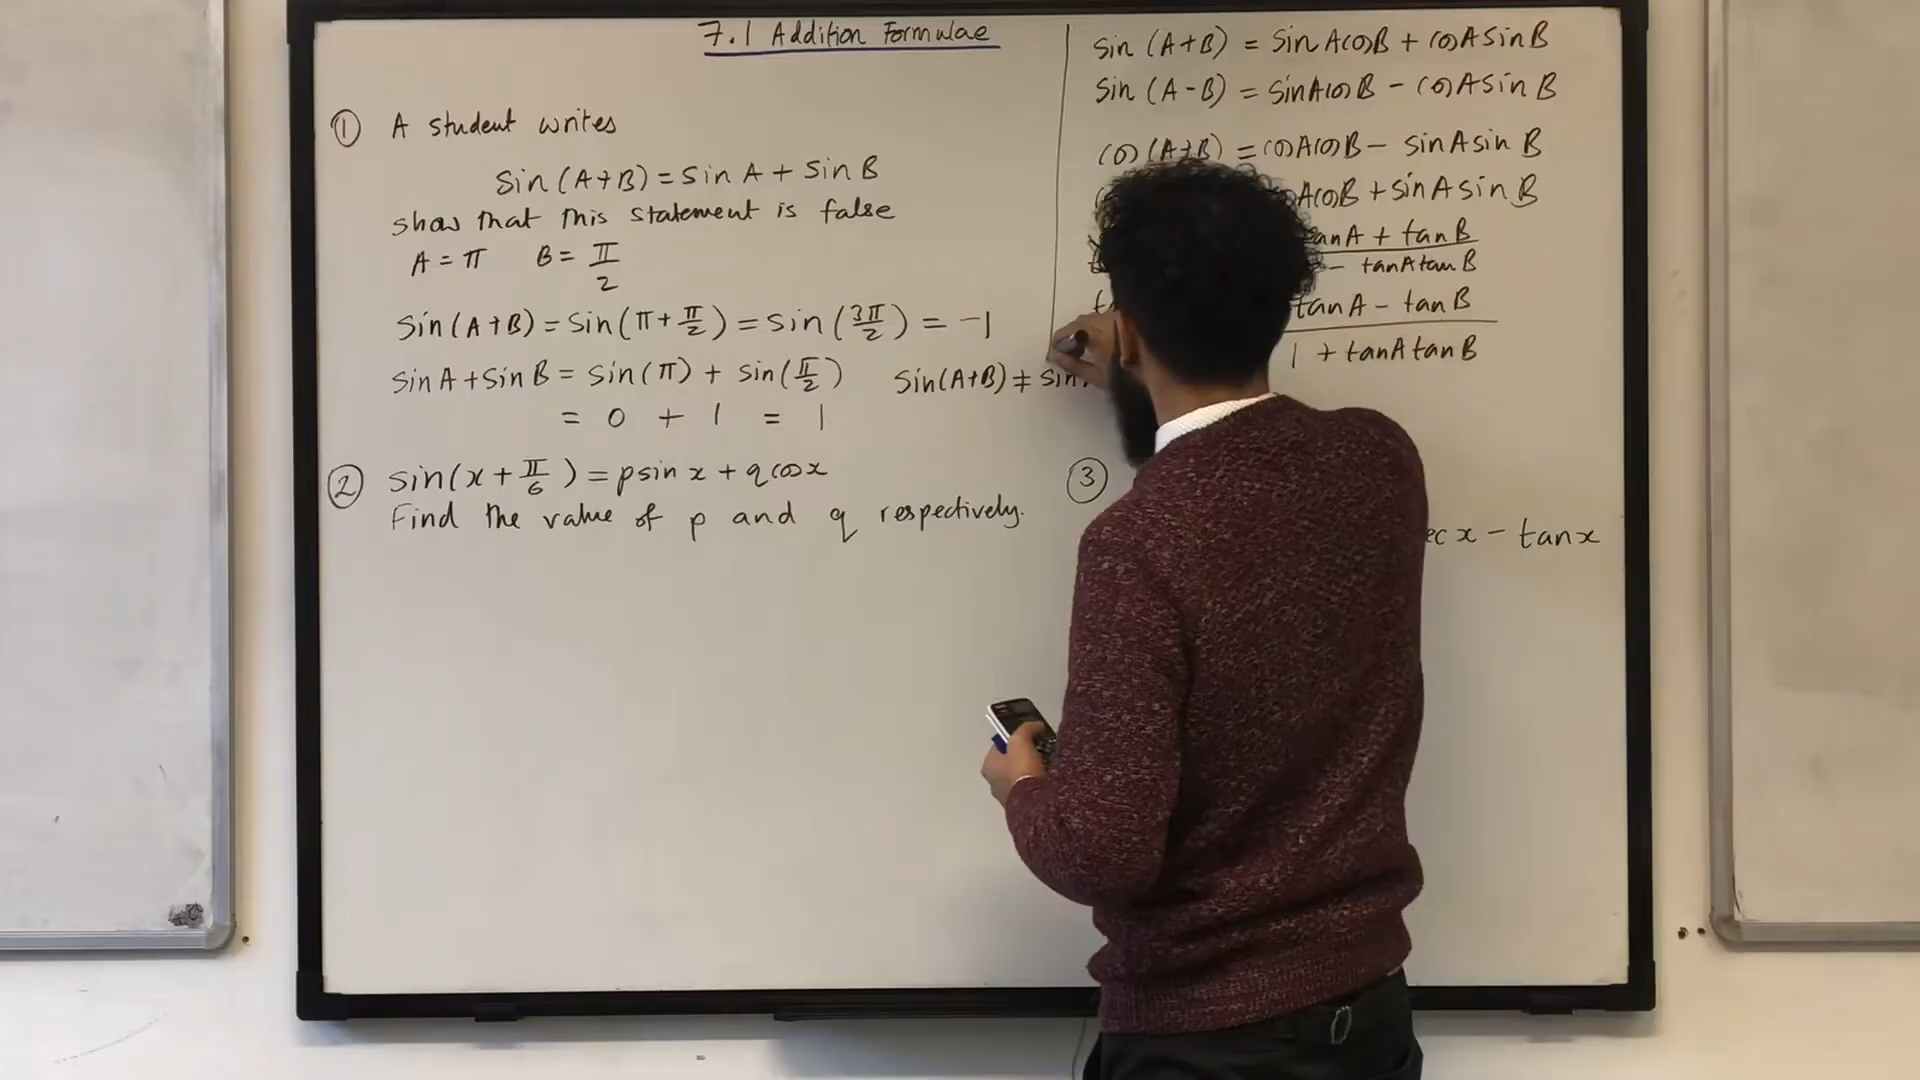 7.1 Addition Formulae
① A student writes
sin(A+B) = sin A + sin B
show that this statement is false
A = π B = π/2
sin(A+B) = sin(π+π/2) = sin(3π/2) = -1
sin A + sin B = sin(π) + sin(π/2) sin(A+B) ≠ sin
= 0 + 1 = 1
② sin(x+π/6) = p sin x + q cos x
Find the value of p and q respectively.
sin (A+B) = sin A cos B + cos A sin B
sin (A-B) = sin A cos B - cos A sin B
cos (A+B) = cos A cos B - sin A sin B
A cos B + sin A sin B
tan A + tan B
- tan A tan B
tan A - tan B
1 + tan A tan B
③
ec x - tan x